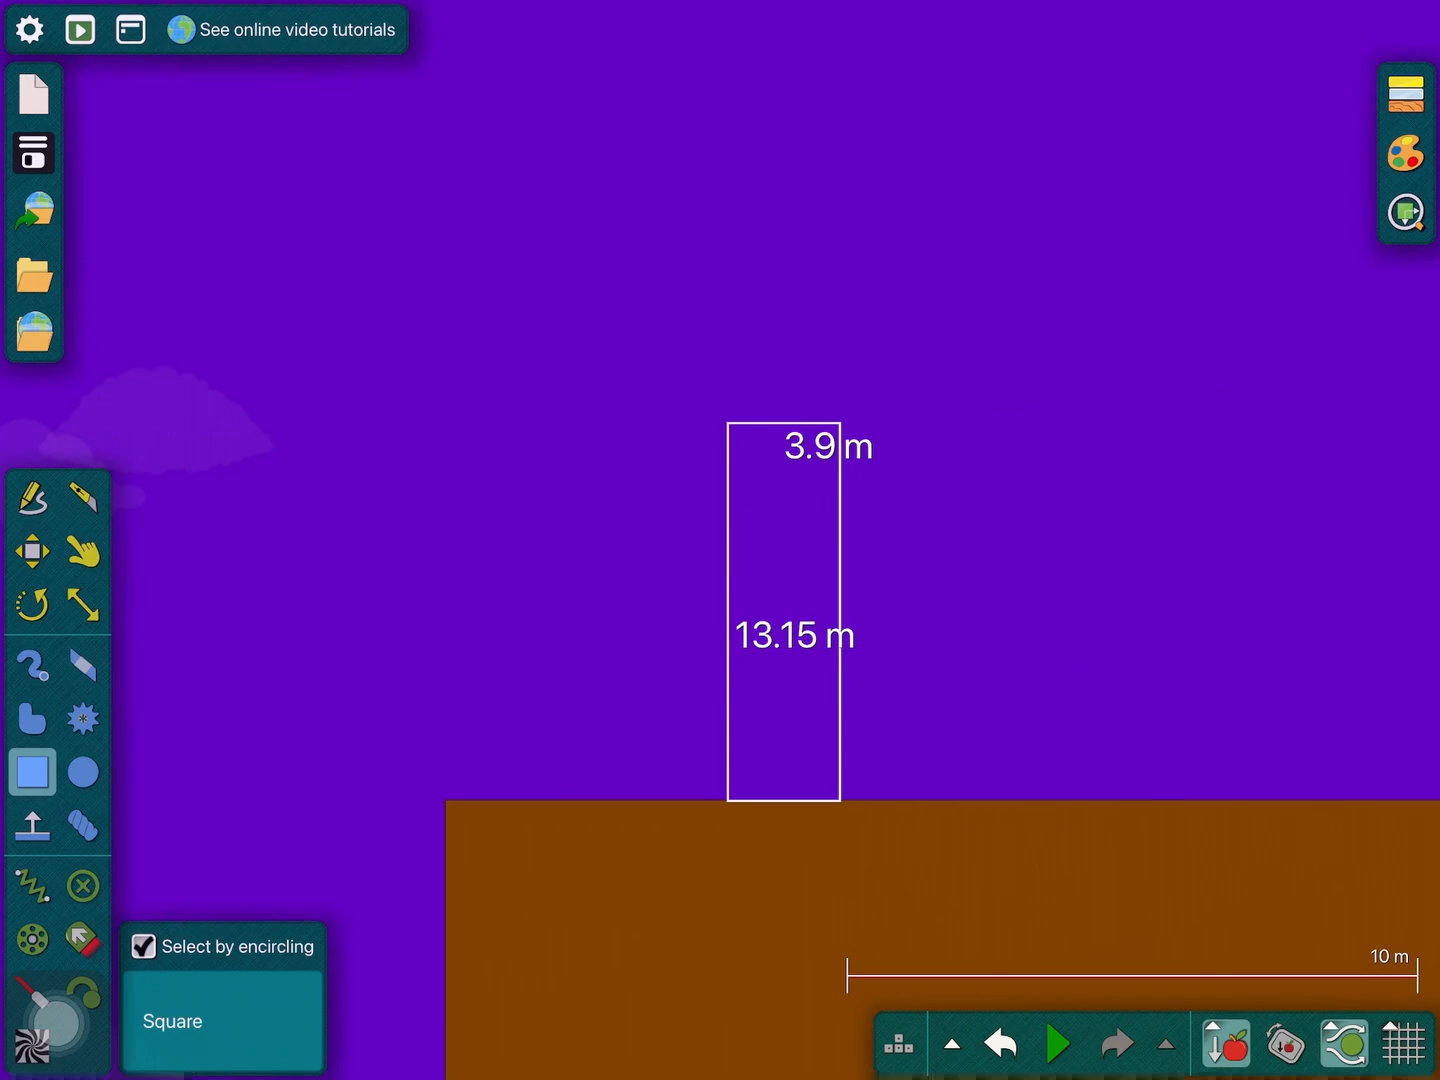 See online video tutorials
3.9 m
13.15 m
Select by encircling
10 m
Square